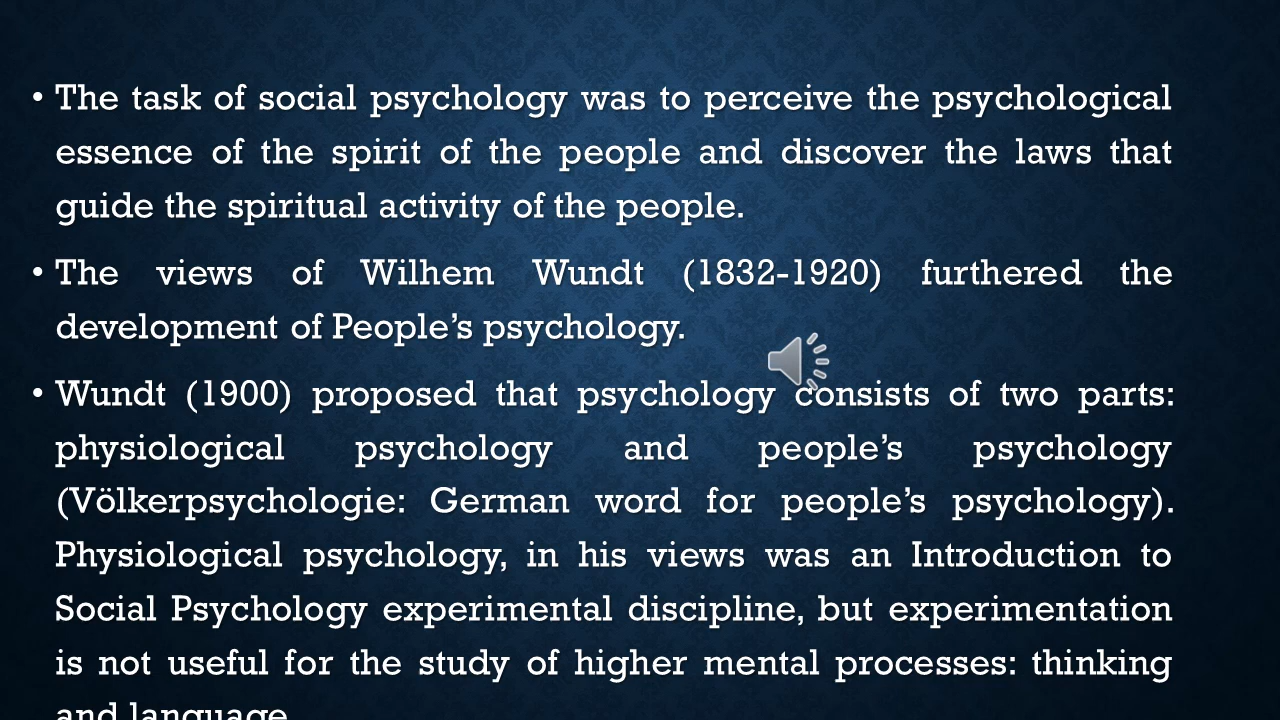 • The task of social psychology was to perceive the psychological
essence of the spirit of the people and discover the laws that
guide the spiritual activity of the people.
• The views of Wilhem Wundt (1832-1920) furthered the
development of People’s psychology.
• Wundt (1900) proposed that psychology consists of two parts:
physiological psychology and people’s psychology
(Völkerpsychologie: German word for people’s psychology).
Physiological psychology, in his views was an Introduction to
Social Psychology experimental discipline, but experimentation
is not useful for the study of higher mental processes: thinking
and language